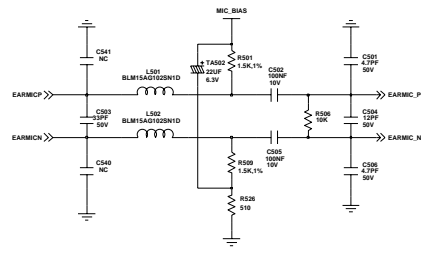 MIC_BIAS
C541
NC
L501
BLM15AG102SN1D
TA502
22UF
6.3V
R501
1.5K,1%
C502
100NF
10V
C501
4.7PF
50V
EARMICP
EARMIC_P
C503
33PF
50V
L502
BLM15AG102SN1D
R506
10K
C504
12PF
50V
EARMICN
EARMIC_N
C540
NC
C505
100NF
10V
R509
1.5K,1%
C506
4.7PF
50V
R526
510